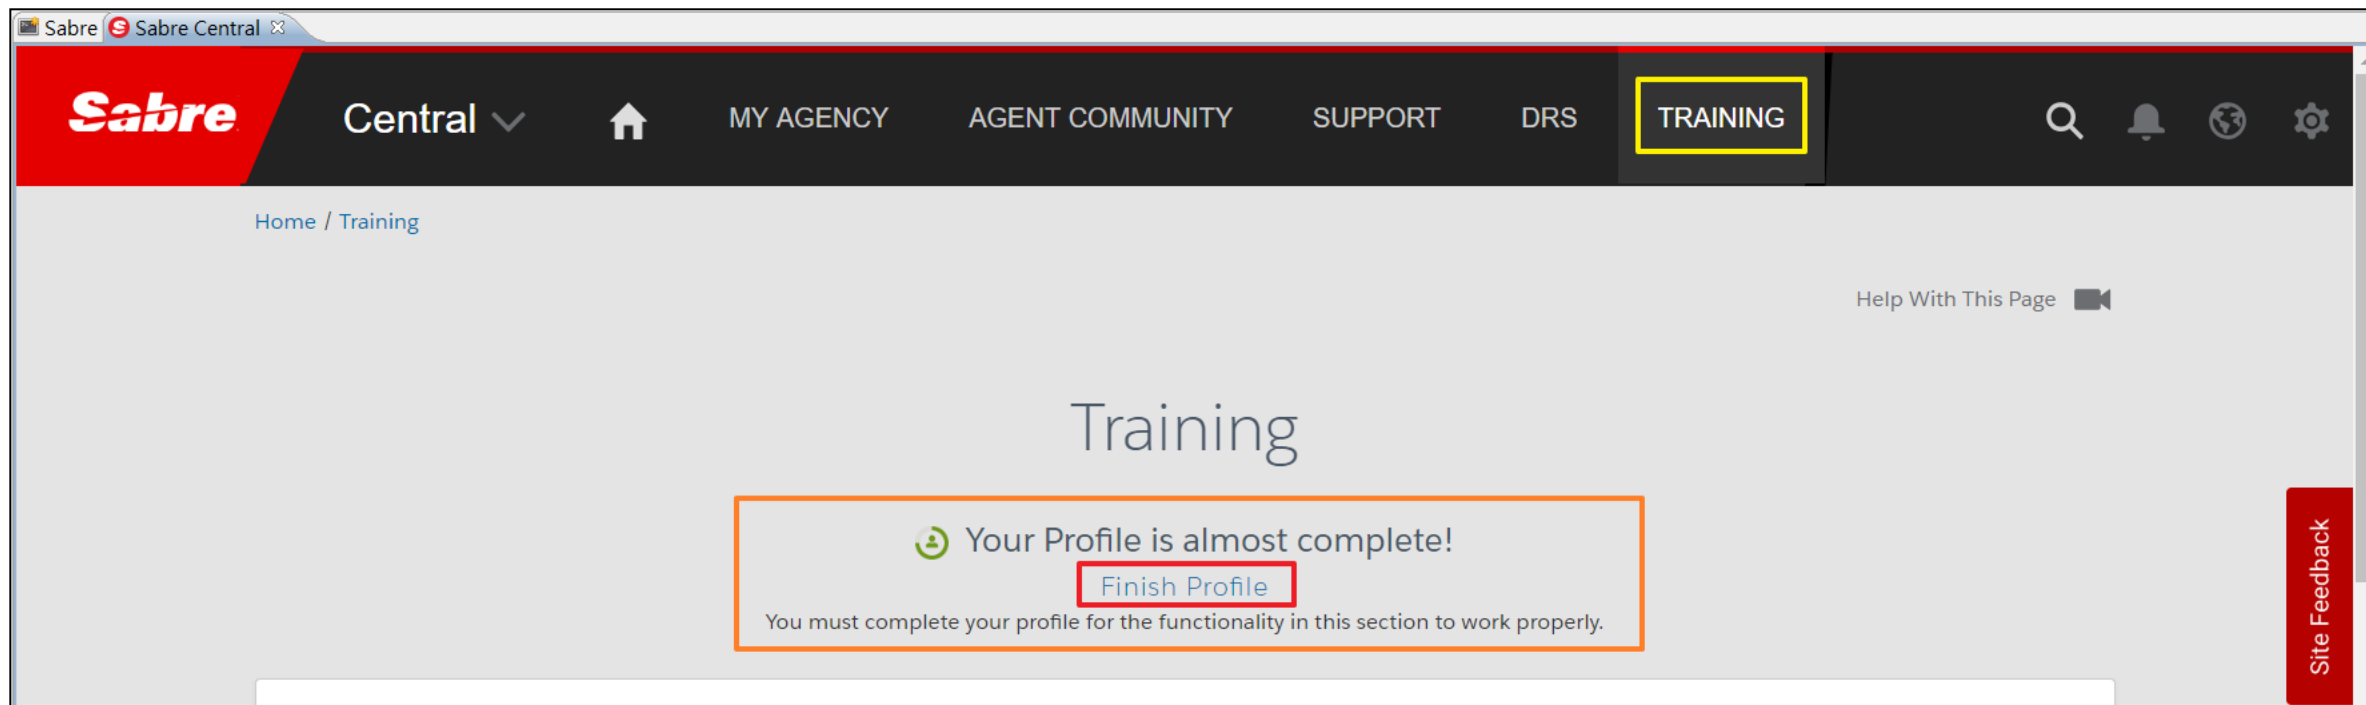 Sabre Sabre Central
Sabre Central MY AGENCY AGENT COMMUNITY SUPPORT DRS TRAINING
Home / Training
Help With This Page
Training
Your Profile is almost complete!
Finish Profile
You must complete your profile for the functionality in this section to work properly.
Site Feedback